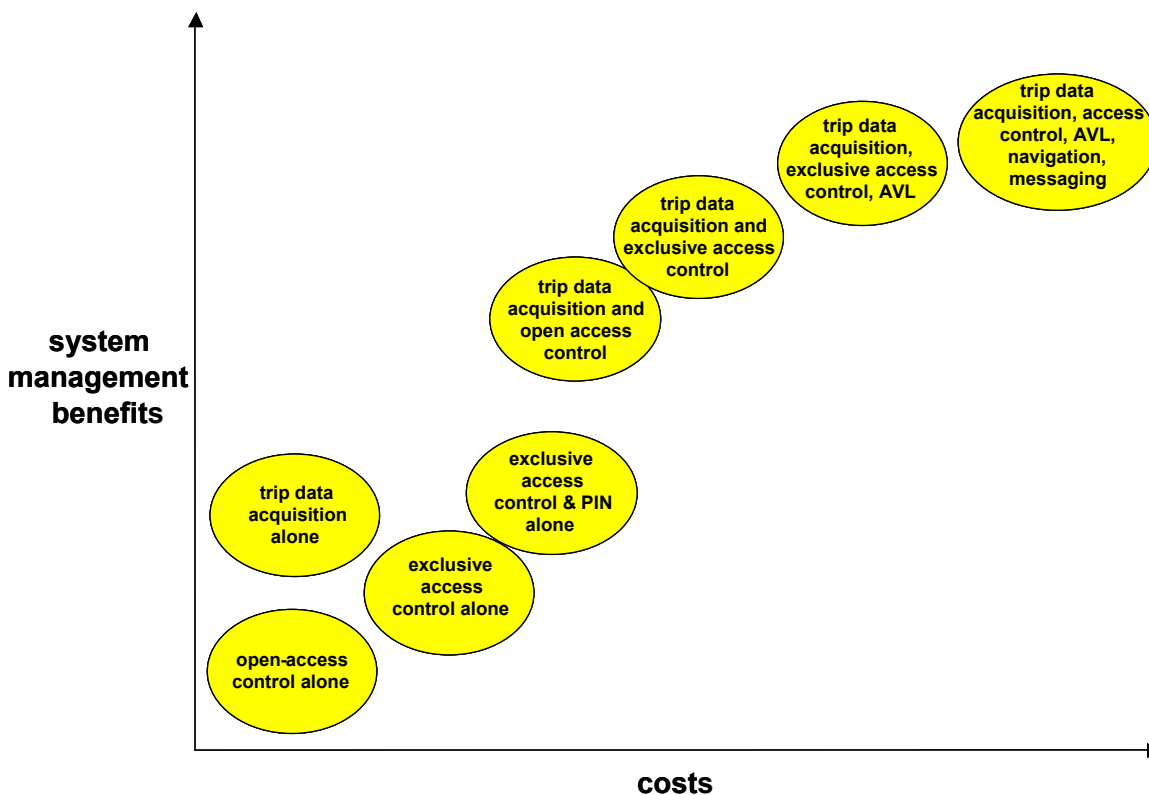 trip data
acquisition, access
control, AVL,
navigation,
messaging
trip data
acquisition,
exclusive access
control, AVL
trip data
acquisition and
exclusive access
control
trip data
acquisition and
open access
control
system
management
benefits
exclusive
access
control & PIN
alone
trip data
acquisition
alone
exclusive
access
control alone
open-access
control alone
costs